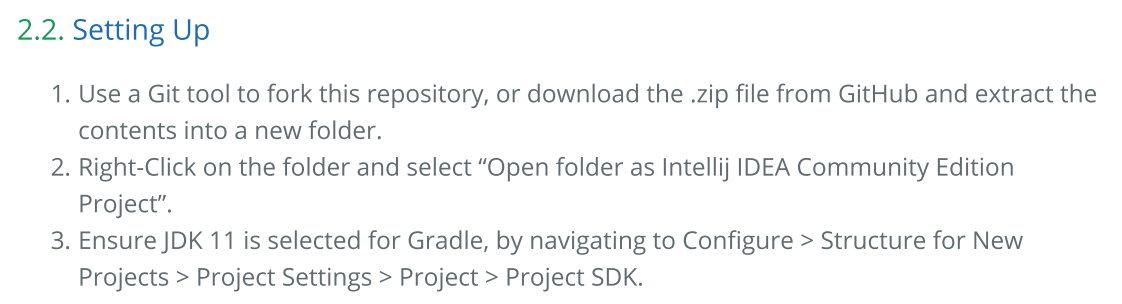 2.2. Setting Up
1. Use a Git tool to fork this repository, or download the .zip file from GitHub and extract the
contents into a new folder.
2. Right-Click on the folder and select “Open folder as Intellij IDEA Community Edition
Project”.
3. Ensure JDK 11 is selected for Gradle, by navigating to Configure > Structure for New
Projects > Project Settings > Project > Project SDK.